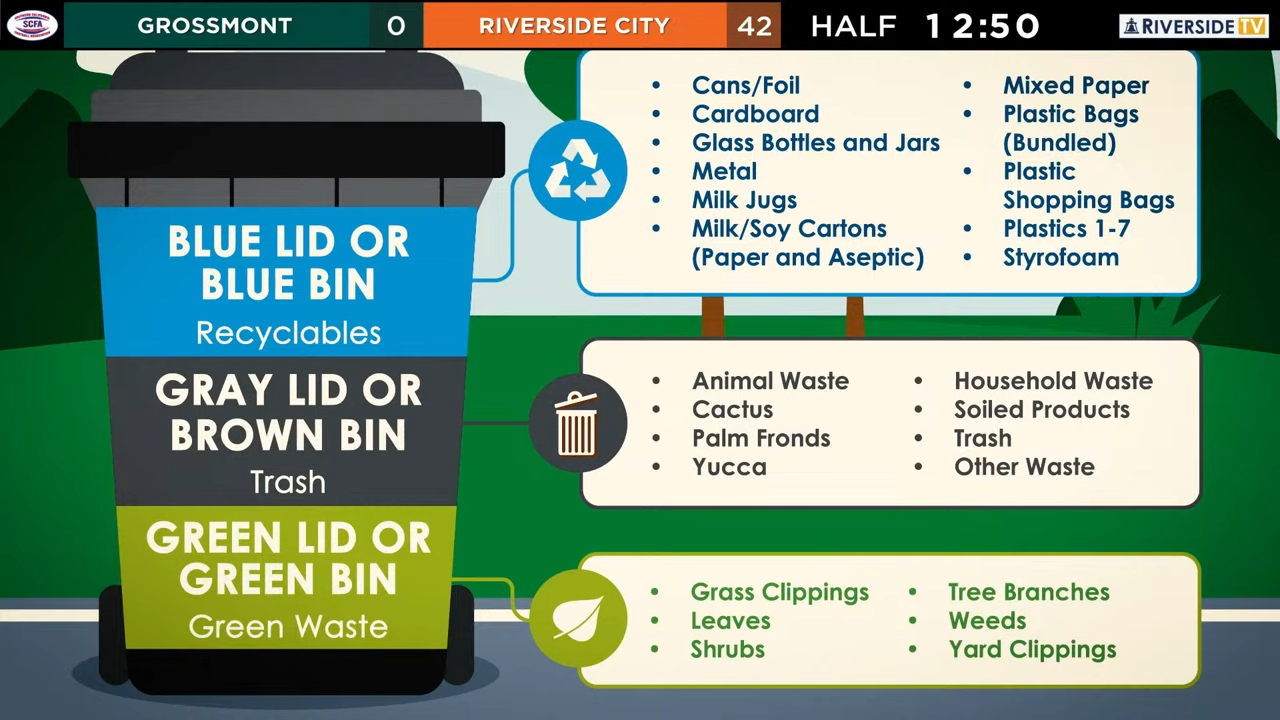 SCFA
GROSSMONT 0 RIVERSIDE CITY 42 HALF 12:50 RIVERSIDE TV
BLUE LID OR
BLUE BIN
Recyclables
• Cans/Foil
• Cardboard
• Glass Bottles and Jars
• Metal
• Milk Jugs
• Milk/Soy Cartons
(Paper and Aseptic)
• Mixed Paper
• Plastic Bags
(Bundled)
• Plastic
Shopping Bags
• Plastics 1-7
• Styrofoam
GRAY LID OR
BROWN BIN
Trash
• Animal Waste
• Cactus
• Palm Fronds
• Yucca
• Household Waste
• Soiled Products
• Trash
• Other Waste
GREEN LID OR
GREEN BIN
Green Waste
• Grass Clippings
• Leaves
• Shrubs
• Tree Branches
• Weeds
• Yard Clippings